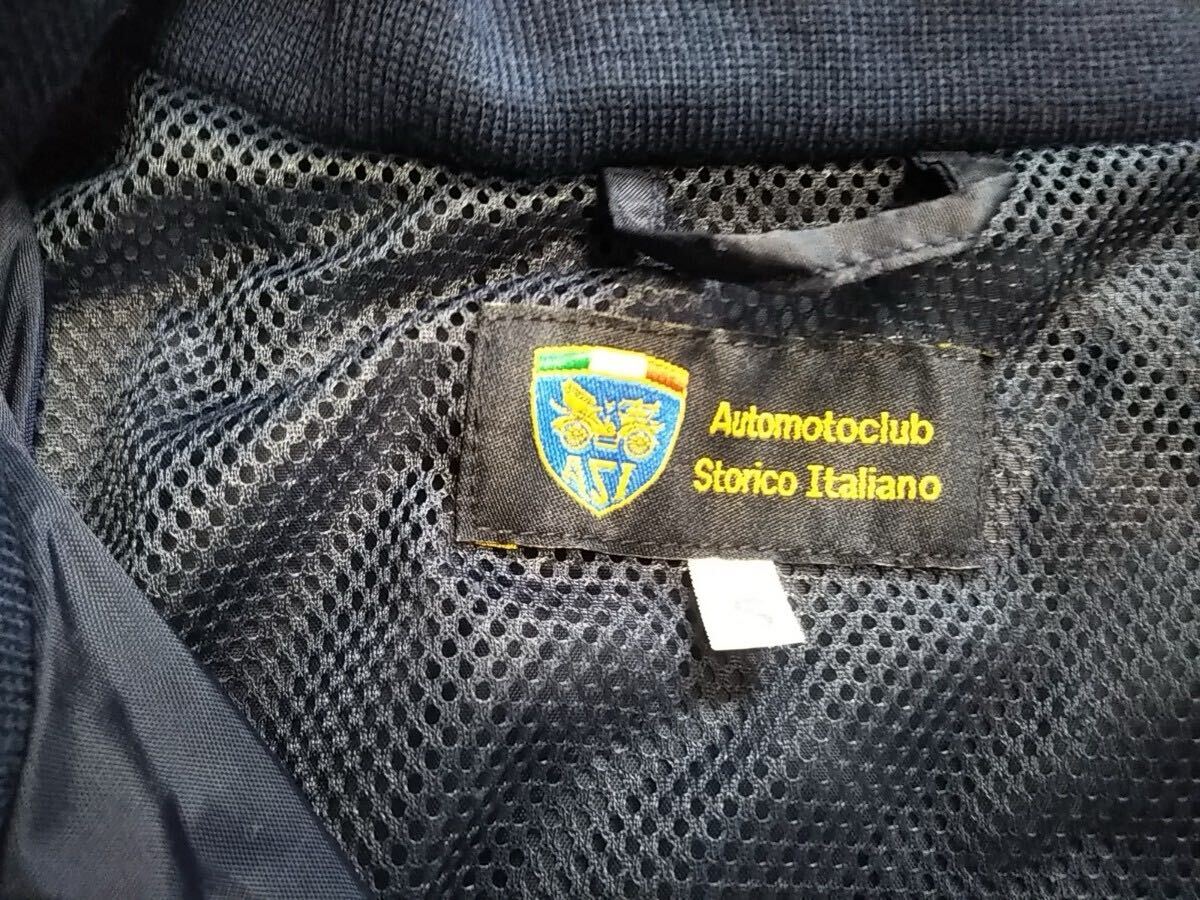 ASI
Automotoclub
Storico Italiano
S